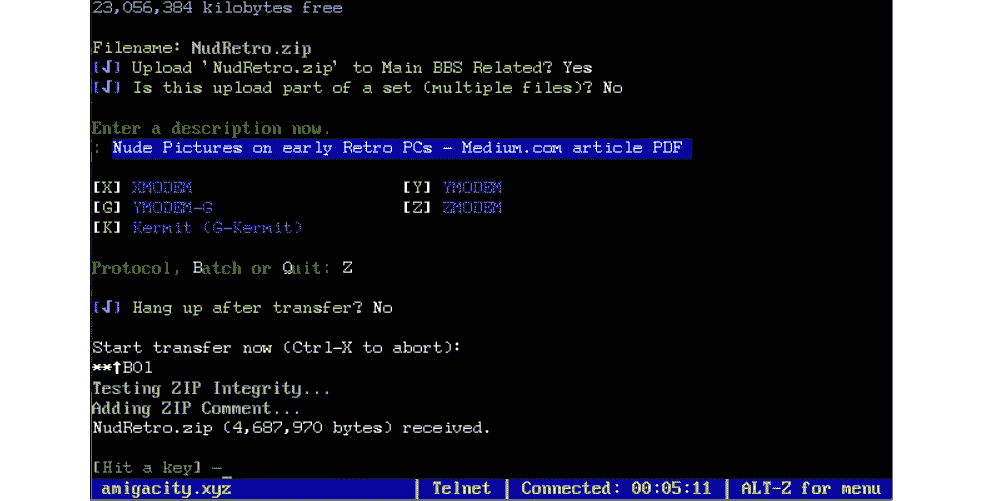 23,056,384 kilobytes free
Filename: NudRetro.zip
[√] Upload 'NudRetro.zip' to Main BBS Related? Yes
[√] Is this upload part of a set (multiple files)? No
Enter a description now.
: Nude Pictures on early Retro PCs - Medium.com article PDF
[X] XMODEM [Y] YMODEM
[G] YMODEM-G [Z] ZMODEM
[K] Kermit (G-Kermit)
Protocol, Batch or Quit: Z
[√] Hang up after transfer? No
Start transfer now (Ctrl-X to abort):
**↑B01
Testing ZIP Integrity...
Adding ZIP Comment...
NudRetro.zip (4,687,970 bytes) received.
[Hit a key] -_
amigacity.xyz | Telnet | Connected: 00:05:11 | ALT-Z for menu